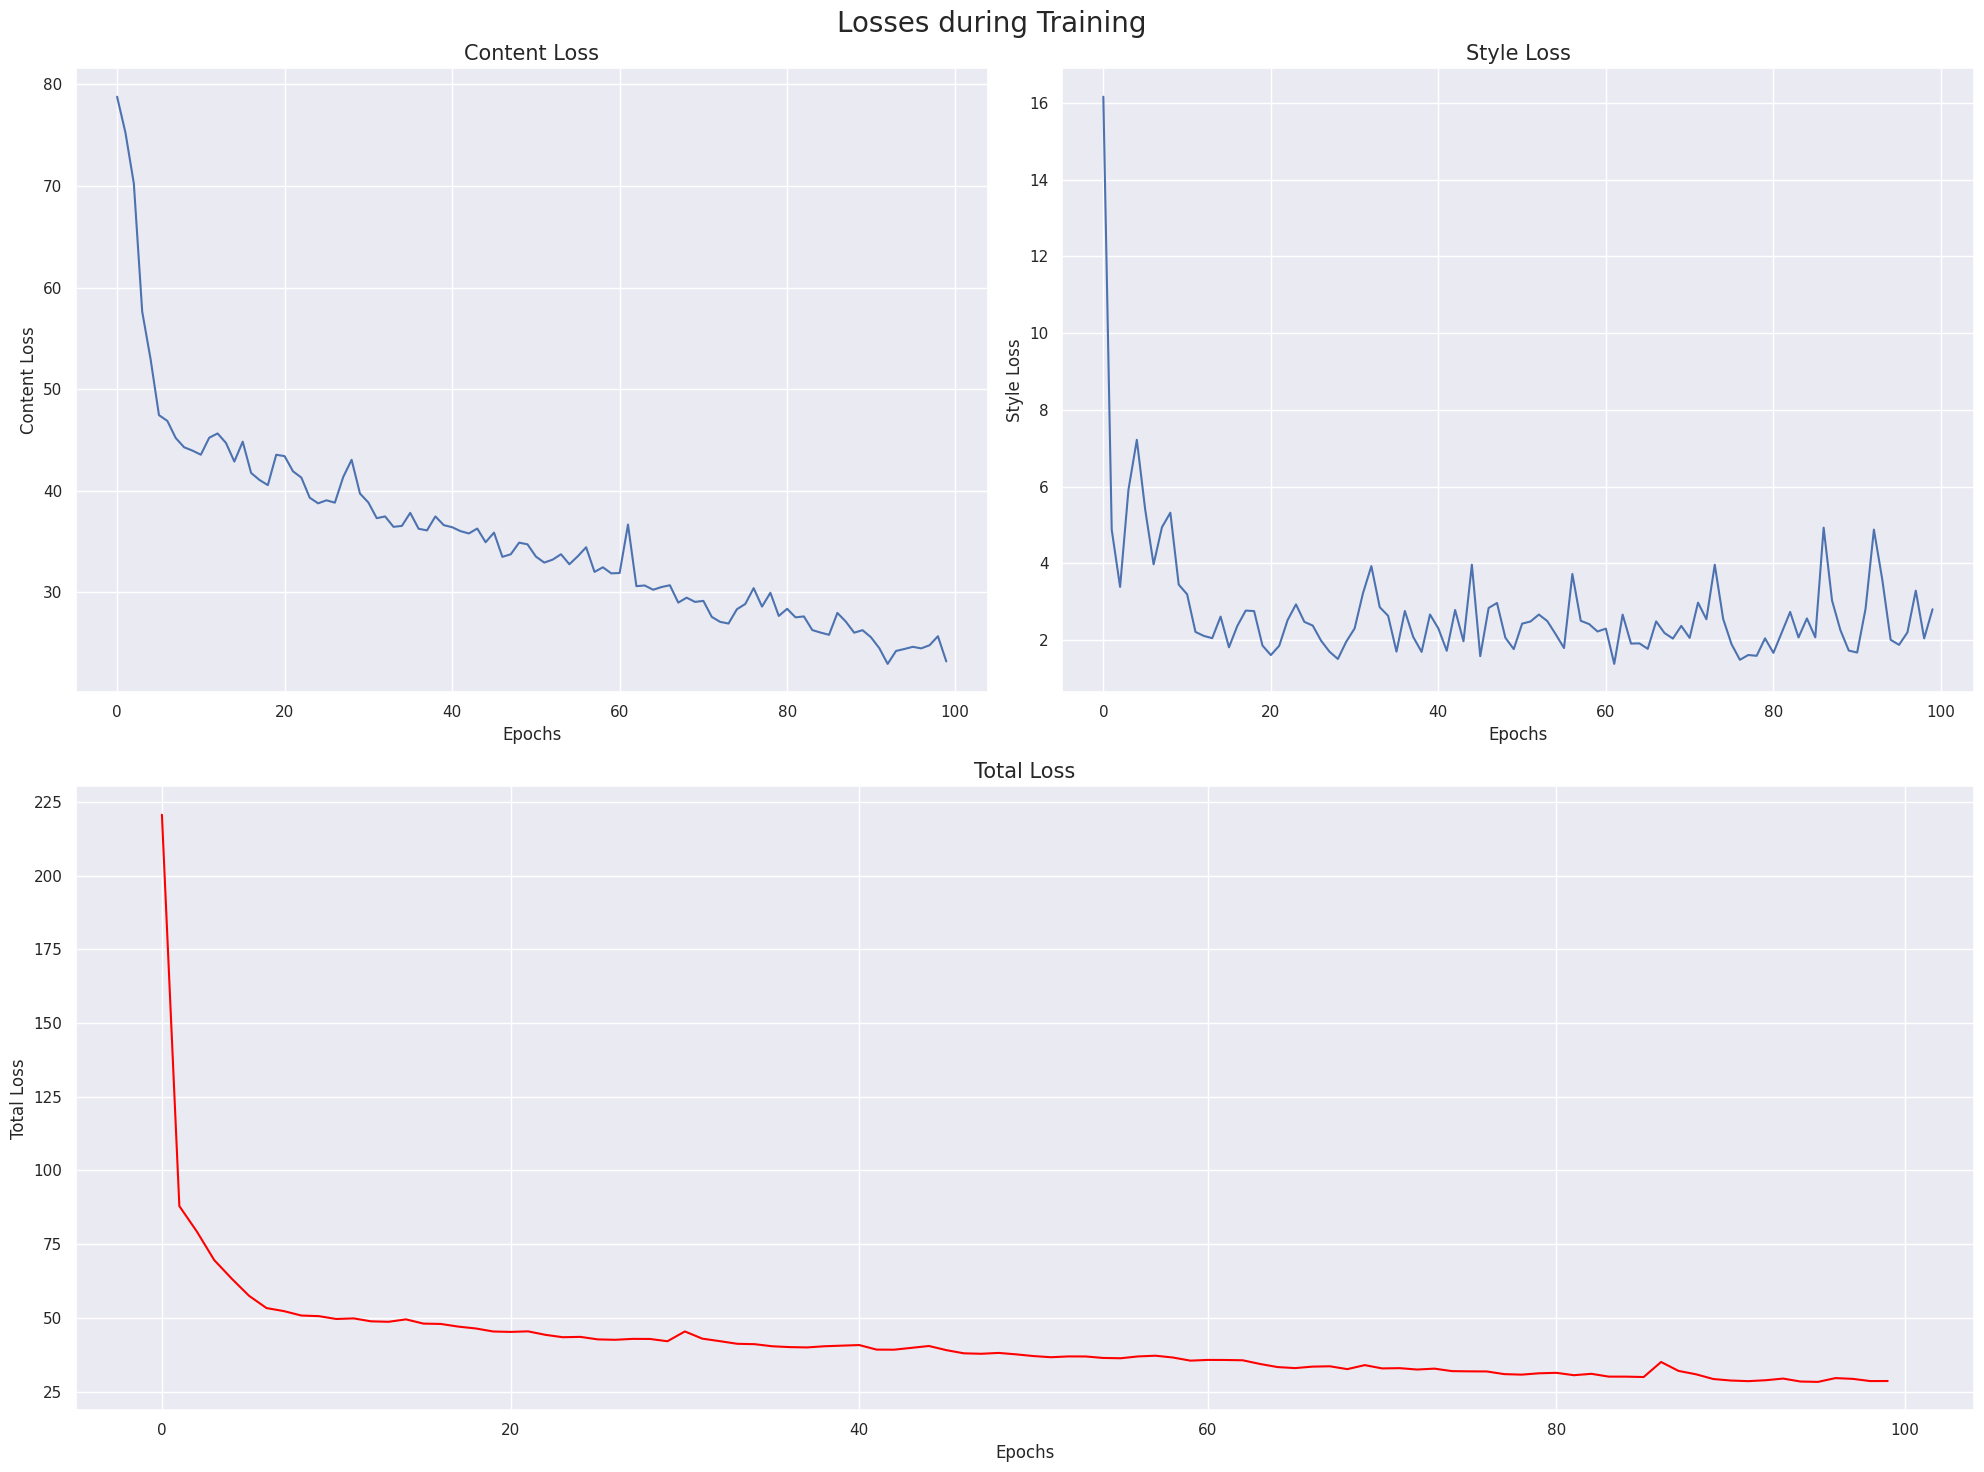 Losses during Training
Content Loss
Content Loss
80
70
60
50
40
30
0 20 40 60 80 100
Epochs
Style Loss
Style Loss
16
14
12
10
8
6
4
2
0 20 40 60 80 100
Epochs
Total Loss
Total Loss
225
200
175
150
125
100
75
50
25
0 20 40 60 80 100
Epochs